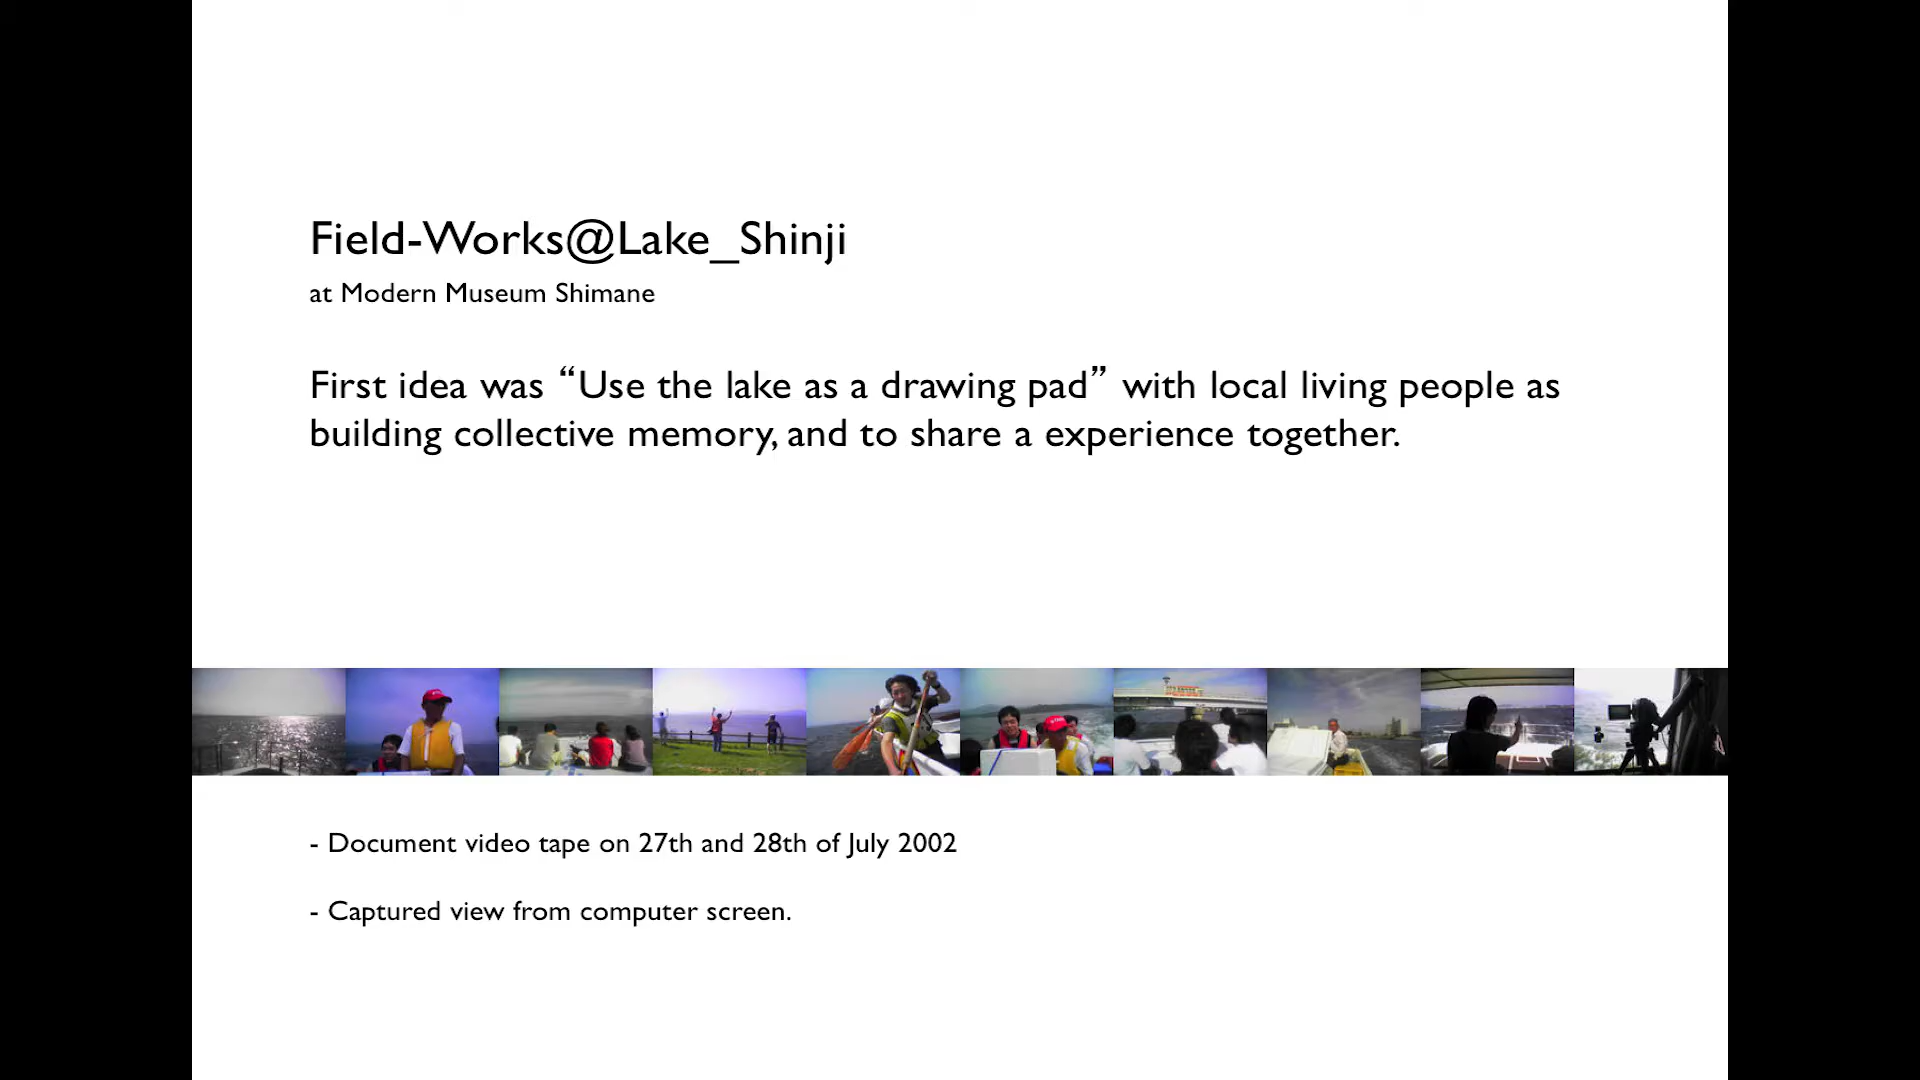 Field-Works@Lake_Shinji
at Modern Museum Shimane
First idea was “Use the lake as a drawing pad” with local living people as
building collective memory, and to share a experience together.
- Document video tape on 27th and 28th of July 2002
- Captured view from computer screen.